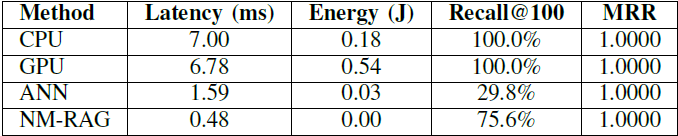 Method Latency (ms) Energy (J) Recall@100 MRR
CPU 7.00 0.18 100.0% 1.0000
GPU 6.78 0.54 100.0% 1.0000
ANN 1.59 0.03 29.8% 1.0000
NM-RAG 0.48 0.00 75.6% 1.0000